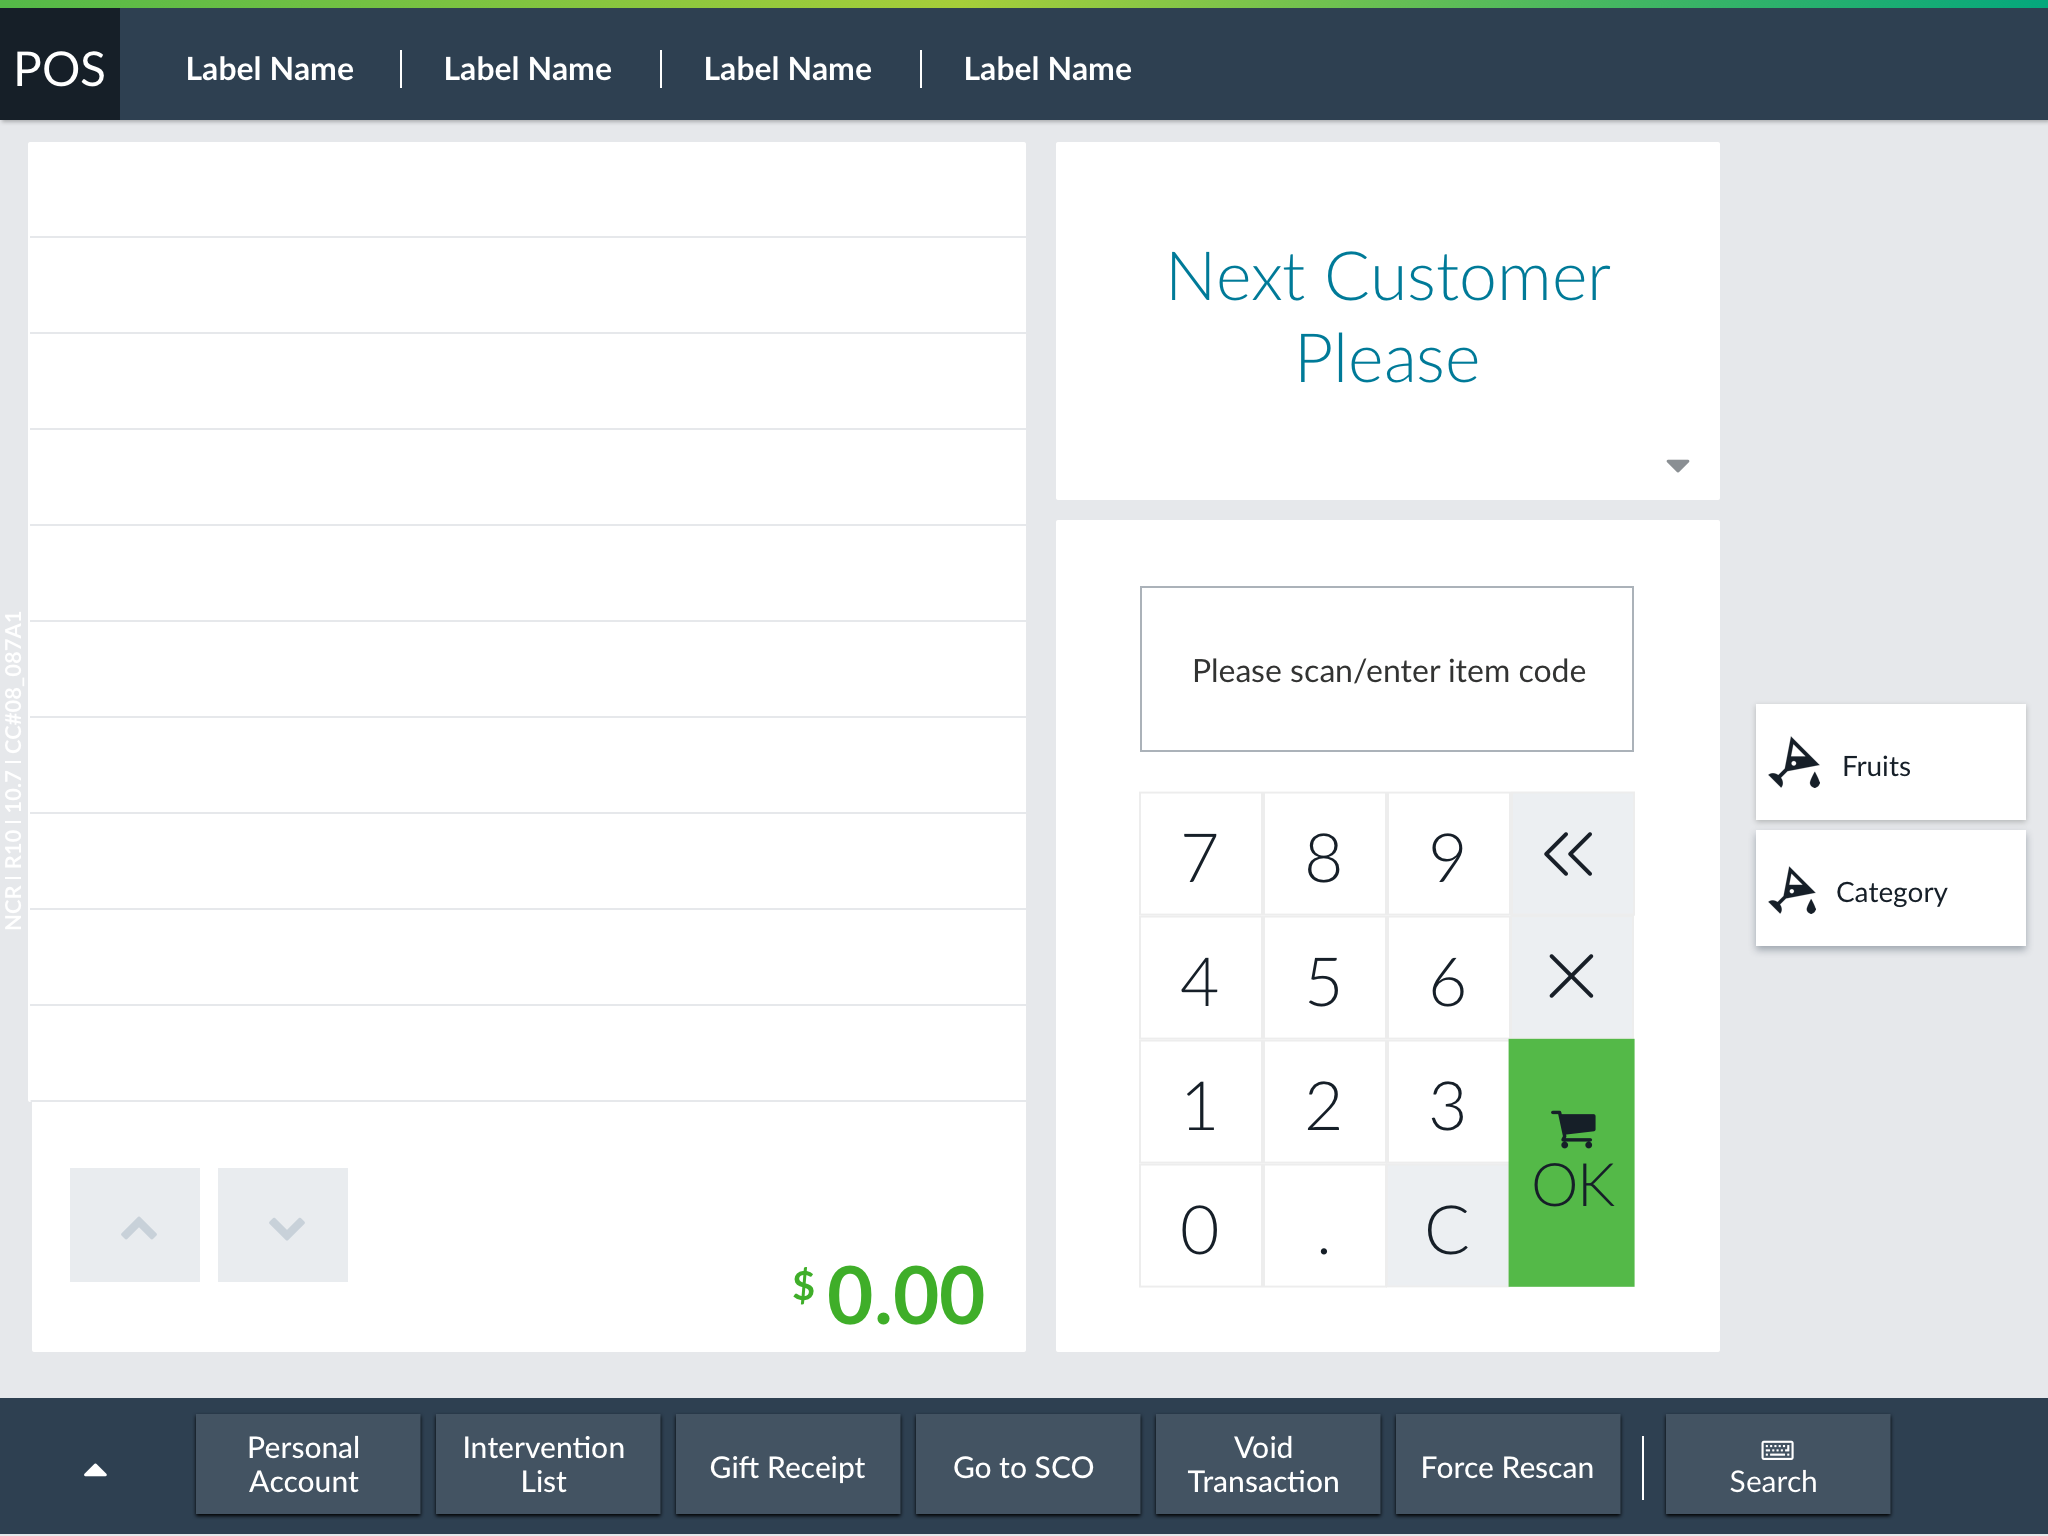 POS
Label Name
Label Name
Label Name
Label Name
Next Customer
Please
Please scan/enter item code
7 8 9
4 5 6
1 2 3
0 . C
OK
Fruits
Category
NCR | R10 | 10.7 | CC#08_087A1
$ 0.00
Personal
Account
Intervention
List
Gift Receipt
Go to SCO
Void
Transaction
Force Rescan
Search